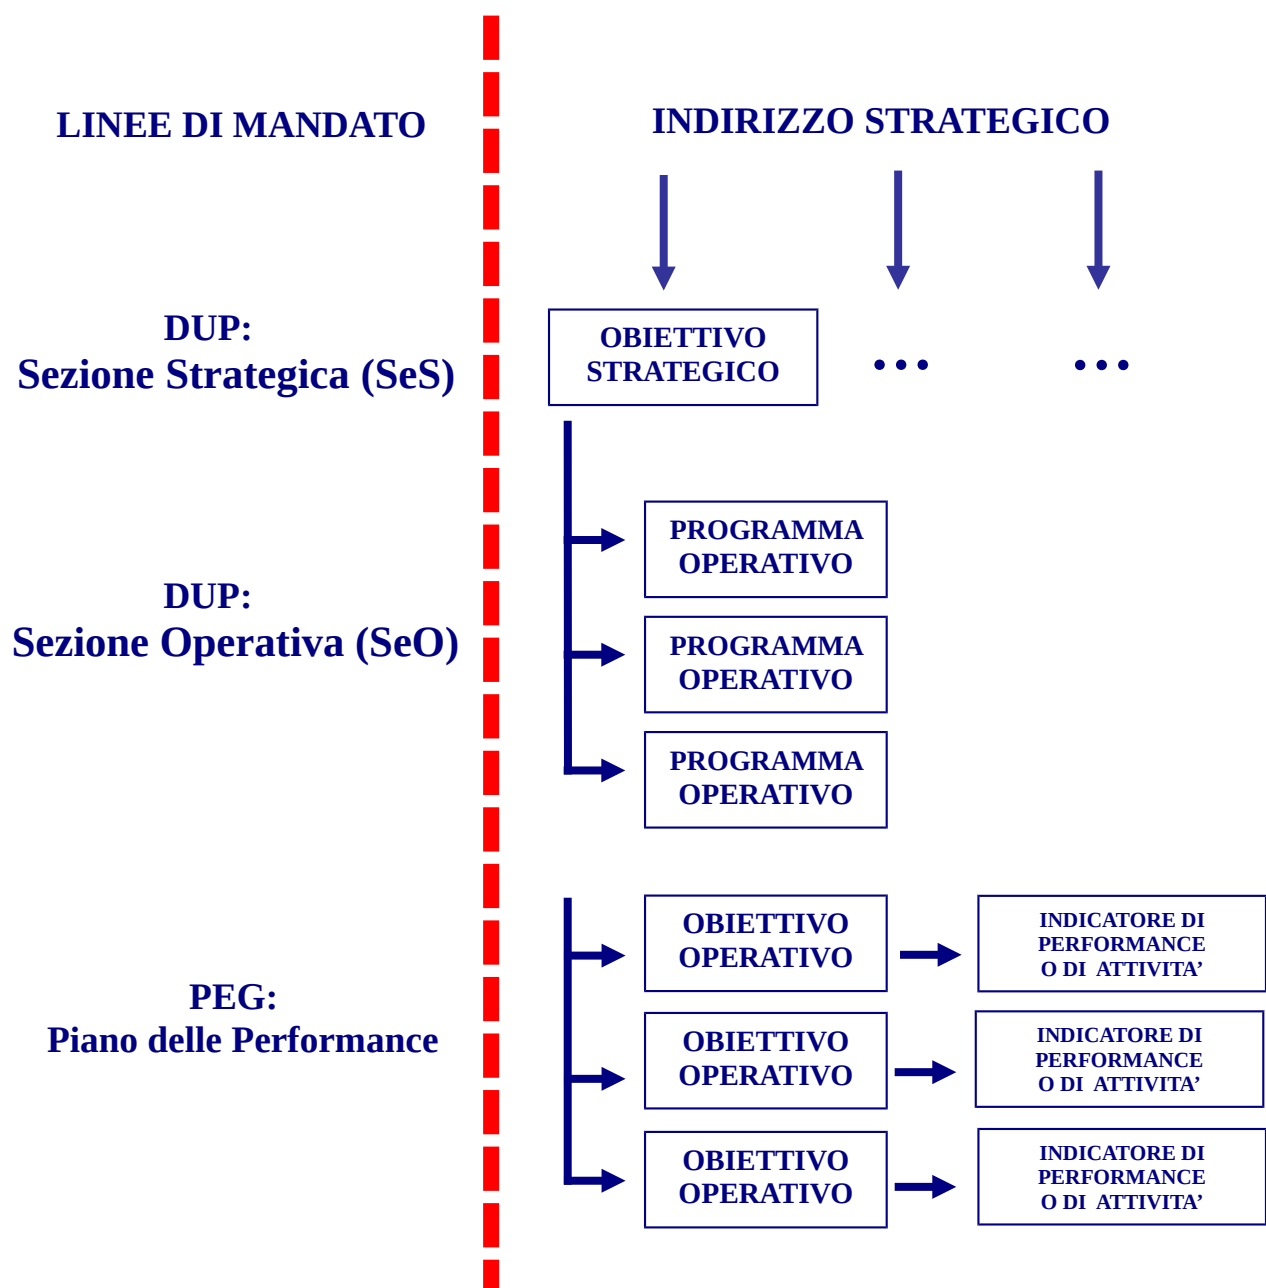 LINEE DI MANDATO
INDIRIZZO STRATEGICO
DUP:
Sezione Strategica (SeS)
OBIETTIVO
STRATEGICO
...
...
DUP:
Sezione Operativa (SeO)
PROGRAMMA
OPERATIVO
PROGRAMMA
OPERATIVO
PROGRAMMA
OPERATIVO
PEG:
Piano delle Performance
OBIETTIVO
OPERATIVO
INDICATORE DI
PERFORMANCE
O DI  ATTIVITA’
OBIETTIVO
OPERATIVO
INDICATORE DI
PERFORMANCE
O DI  ATTIVITA’
OBIETTIVO
OPERATIVO
INDICATORE DI
PERFORMANCE
O DI  ATTIVITA’